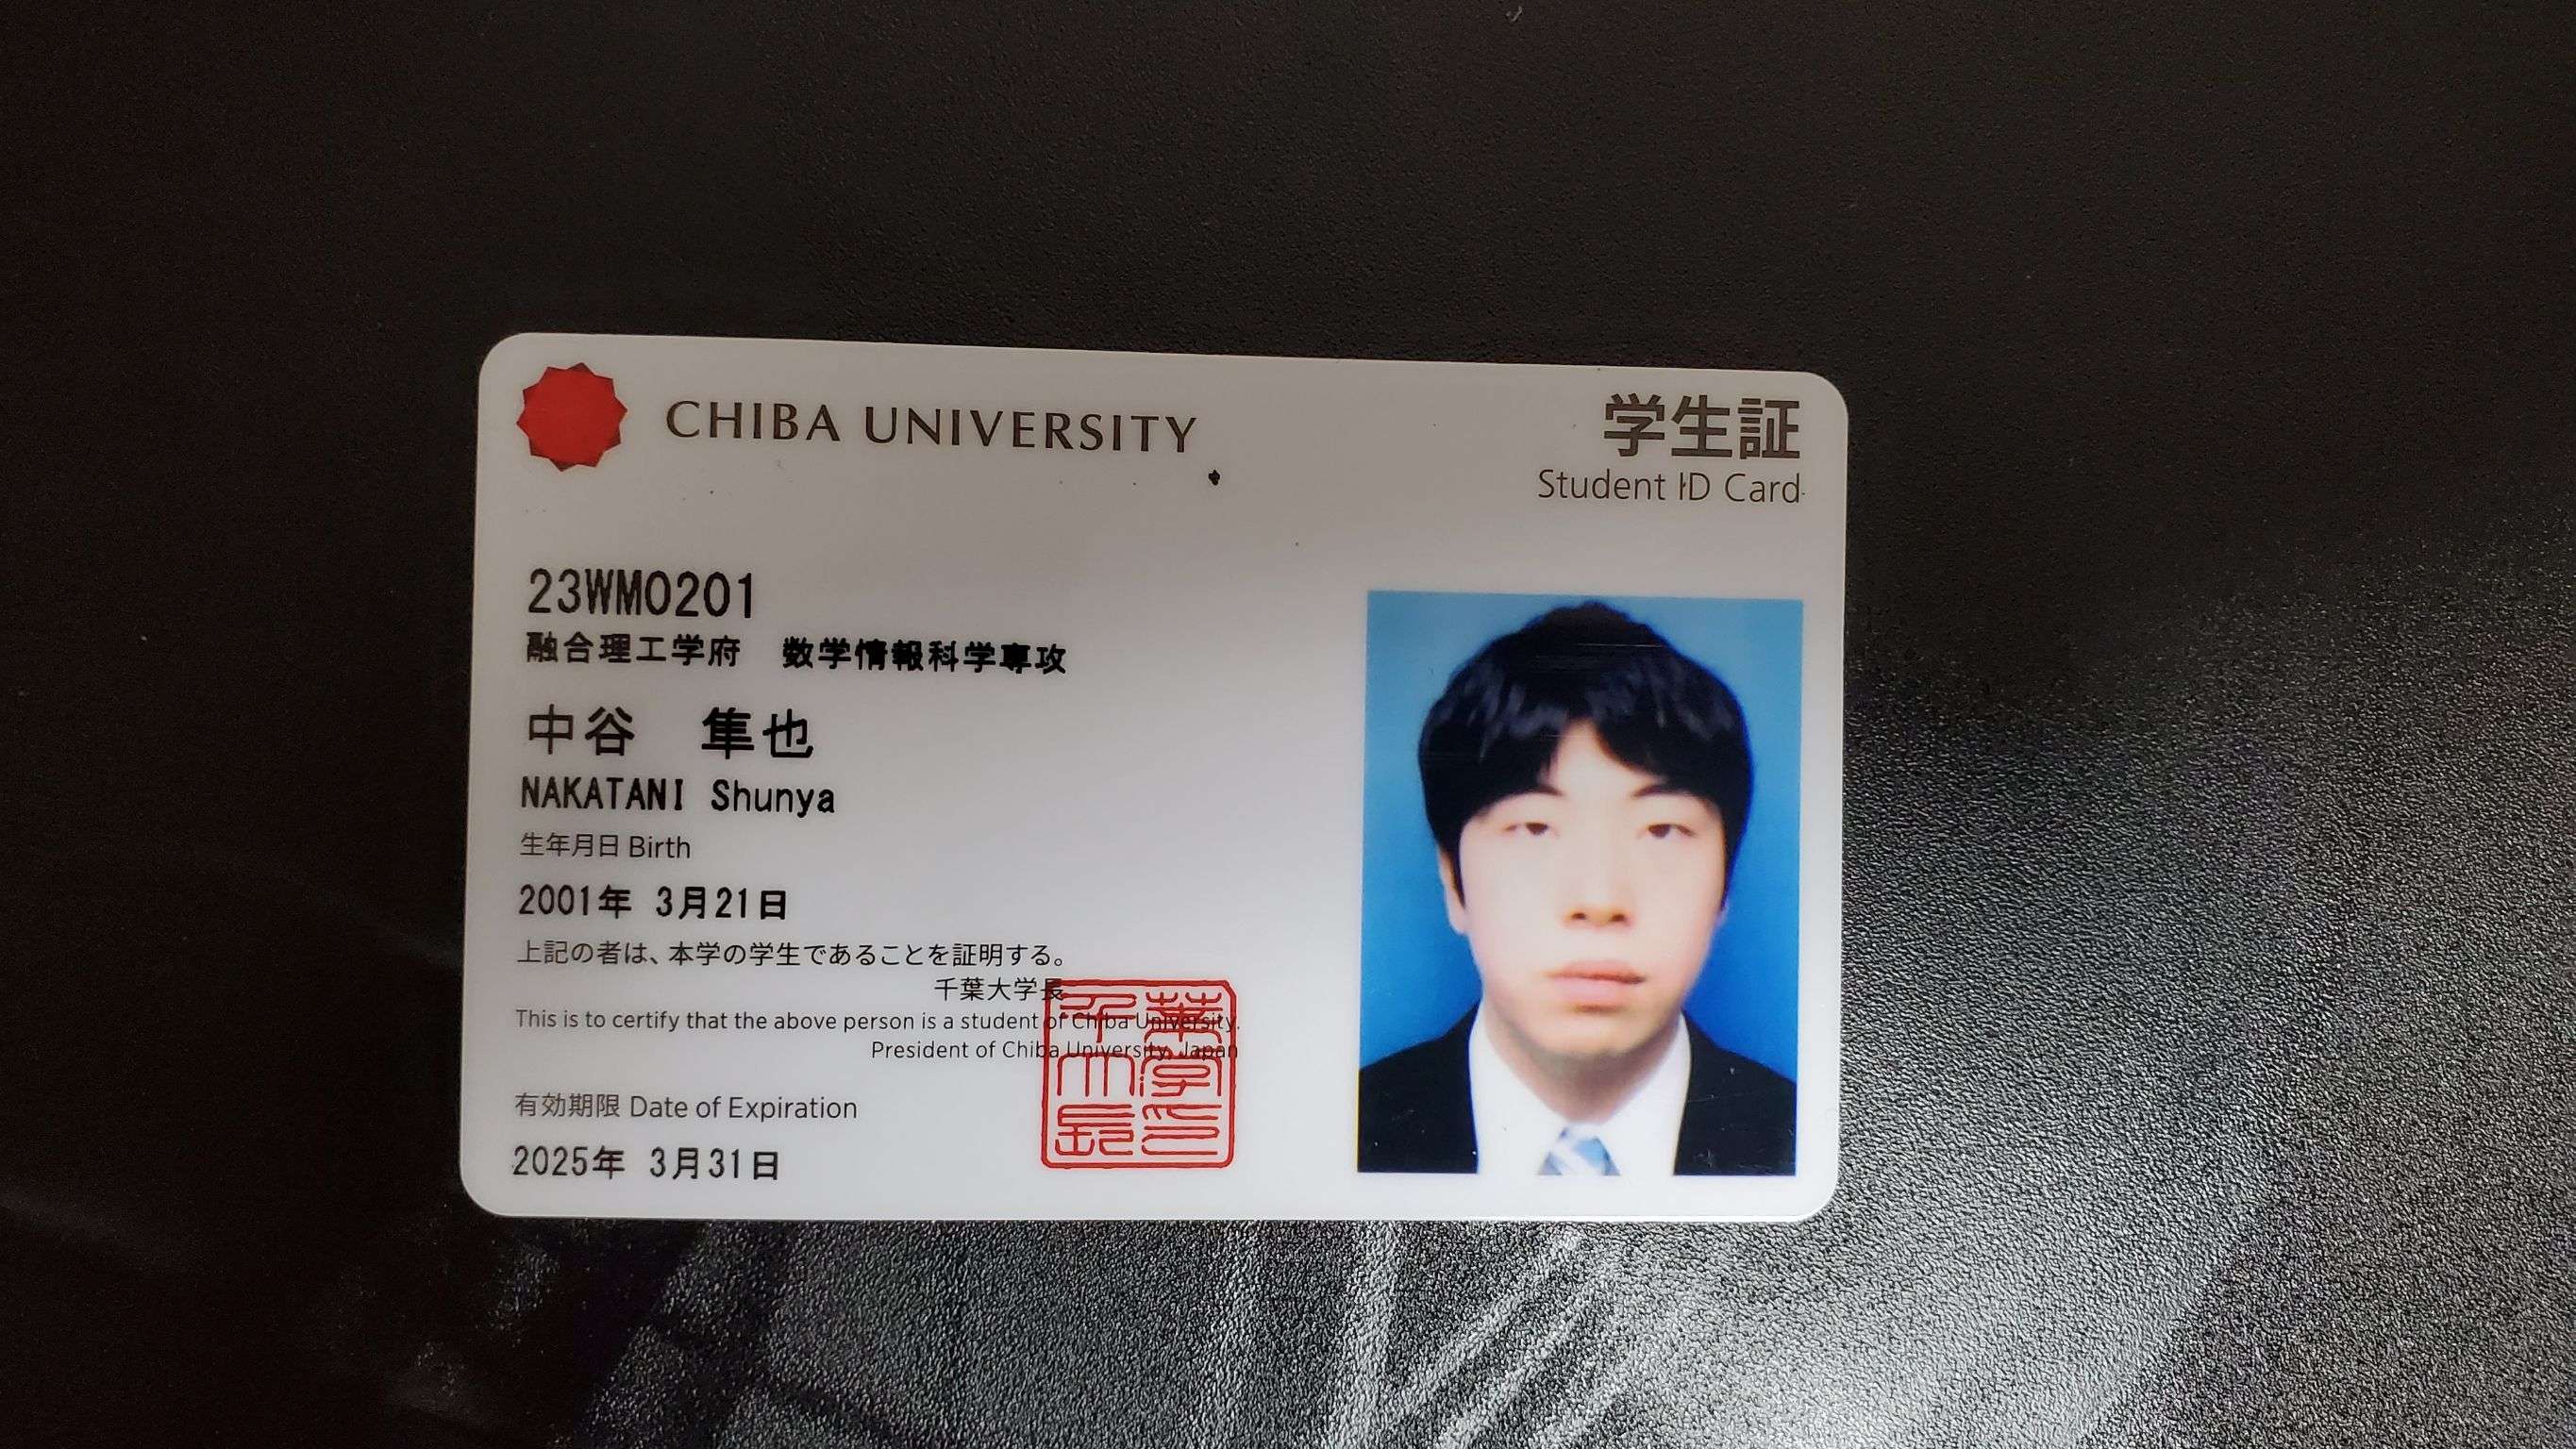 CHIBA UNIVERSITY
学生証
Student ID Card
23WM0201
融合理工学府　数学情報科学専攻
中谷　隼也
NAKATANI Shunya
生年月日 Birth
2001年 3月21日
上記の者は、本学の学生であることを証明する。
千葉大学長
This is to certify that the above person is a student of Chiba University.
President of Chiba University, Japan
千葉大学長印
有効期限 Date of Expiration
2025年 3月31日